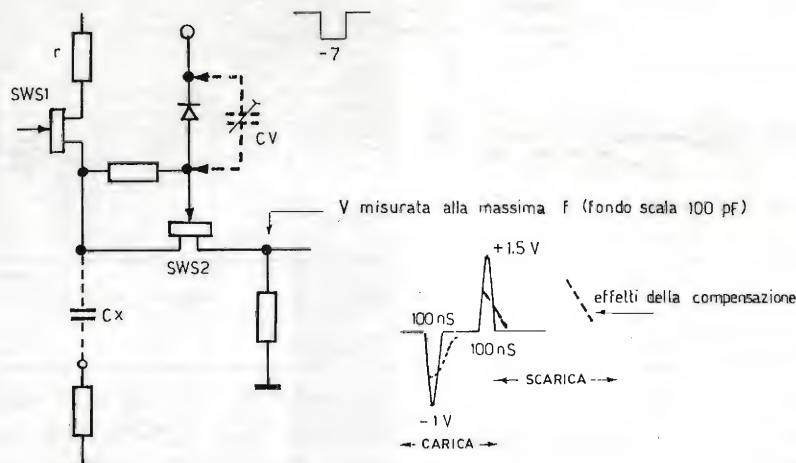 -7
r
SWS1
CV
V misurata alla massima f (fondo scala 100 pF)
SWS2
+1.5 V
effetti della compensazione
100 nS
100 nS
Cx
SCARICA
-1 V
CARICA